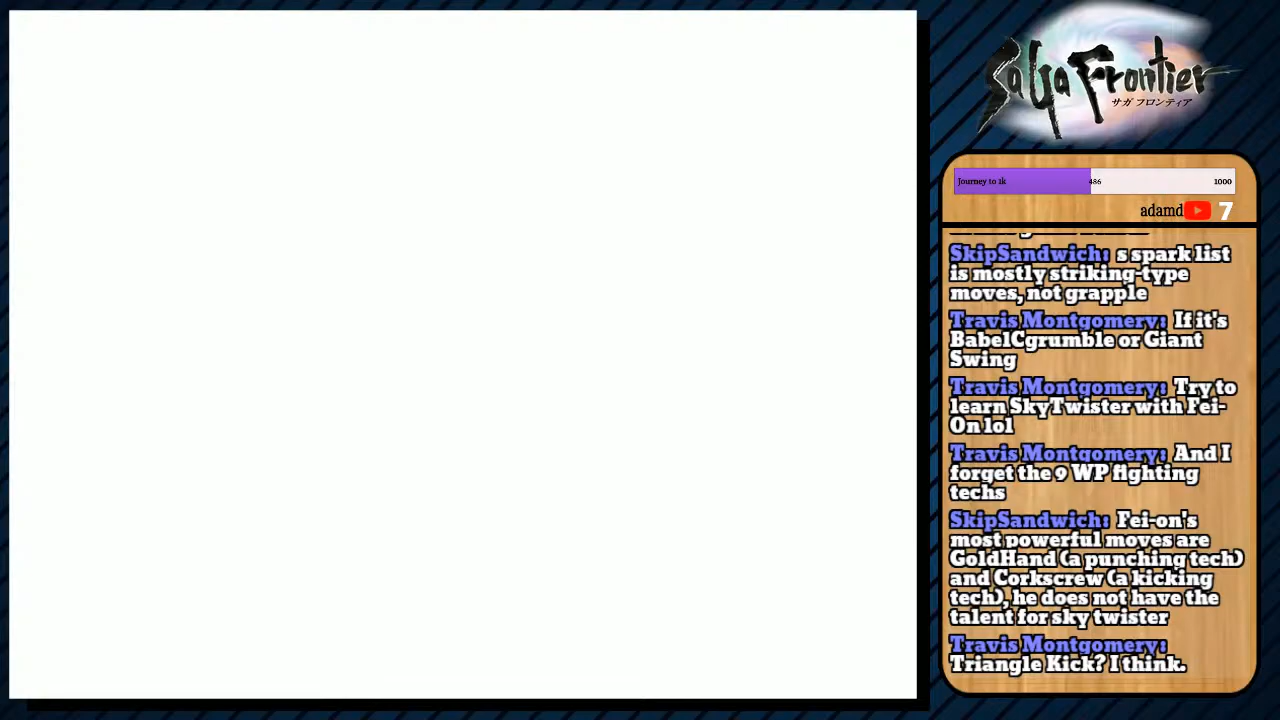 SaGa Frontier
サガ フロンティア
Journey to 1k 486 1000
adamd 7
SkipSandwich: s spark list
is mostly striking-type
moves, not grapple
Travis Montgomery: If it's
BabelCgrumble or Giant
Swing
Travis Montgomery: Try to
learn SkyTwister with Fei-
On lol
Travis Montgomery: And I
forget the 9 WP fighting
techs
SkipSandwich: Fei-on's
most powerful moves are
GoldHand (a punching tech)
and Corkscrew (a kicking
tech), he does not have the
talent for sky twister
Travis Montgomery:
Triangle Kick? I think.